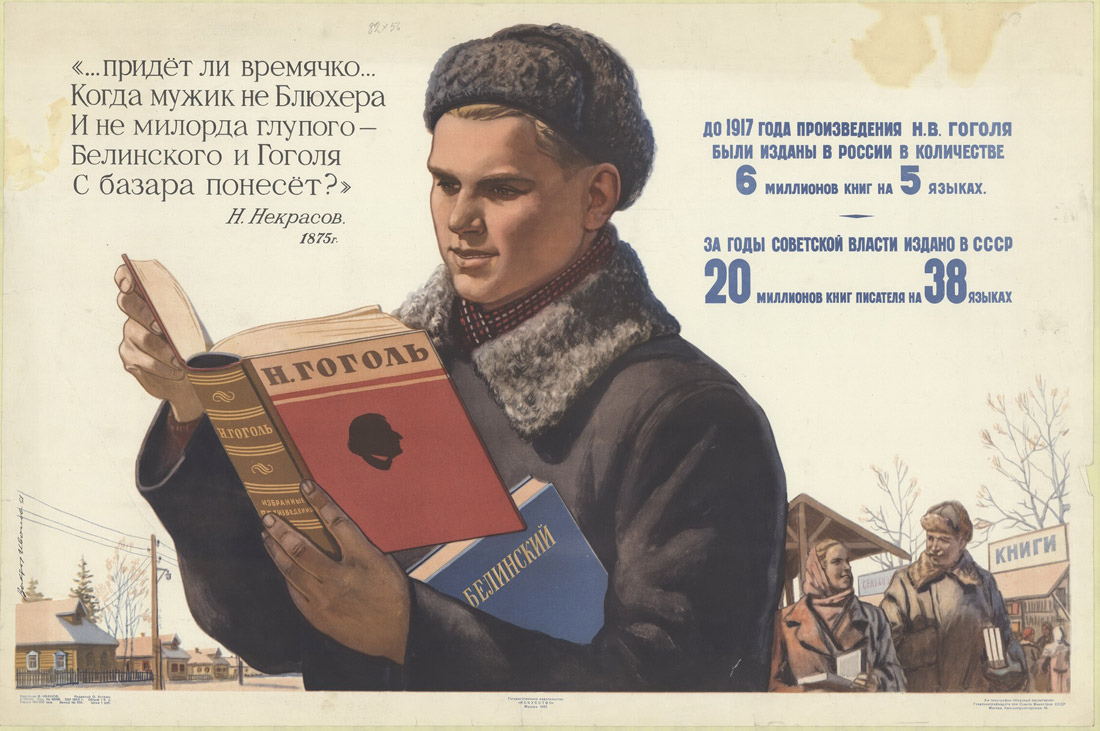 «...придёт ли времячко...
Когда мужик не Блюхера
И не милорда глупого —
Белинского и Гоголя
С базара понесёт?»
Н. Некрасов.
1875г.
ДО 1917 ГОДА ПРОИЗВЕДЕНИЯ Н.В. ГОГОЛЯ
БЫЛИ ИЗДАНЫ В РОССИИ В КОЛИЧЕСТВЕ
6 МИЛЛИОНОВ КНИГ НА 5 ЯЗЫКАХ.
ЗА ГОДЫ СОВЕТСКОЙ ВЛАСТИ ИЗДАНО В СССР
20 МИЛЛИОНОВ КНИГ ПИСАТЕЛЯ НА 38 ЯЗЫКАХ
Н. ГОГОЛЬ
Н. ГОГОЛЬ
ИЗБРАННЫЕ
БЕЛИНСКИЙ
КНИГИ